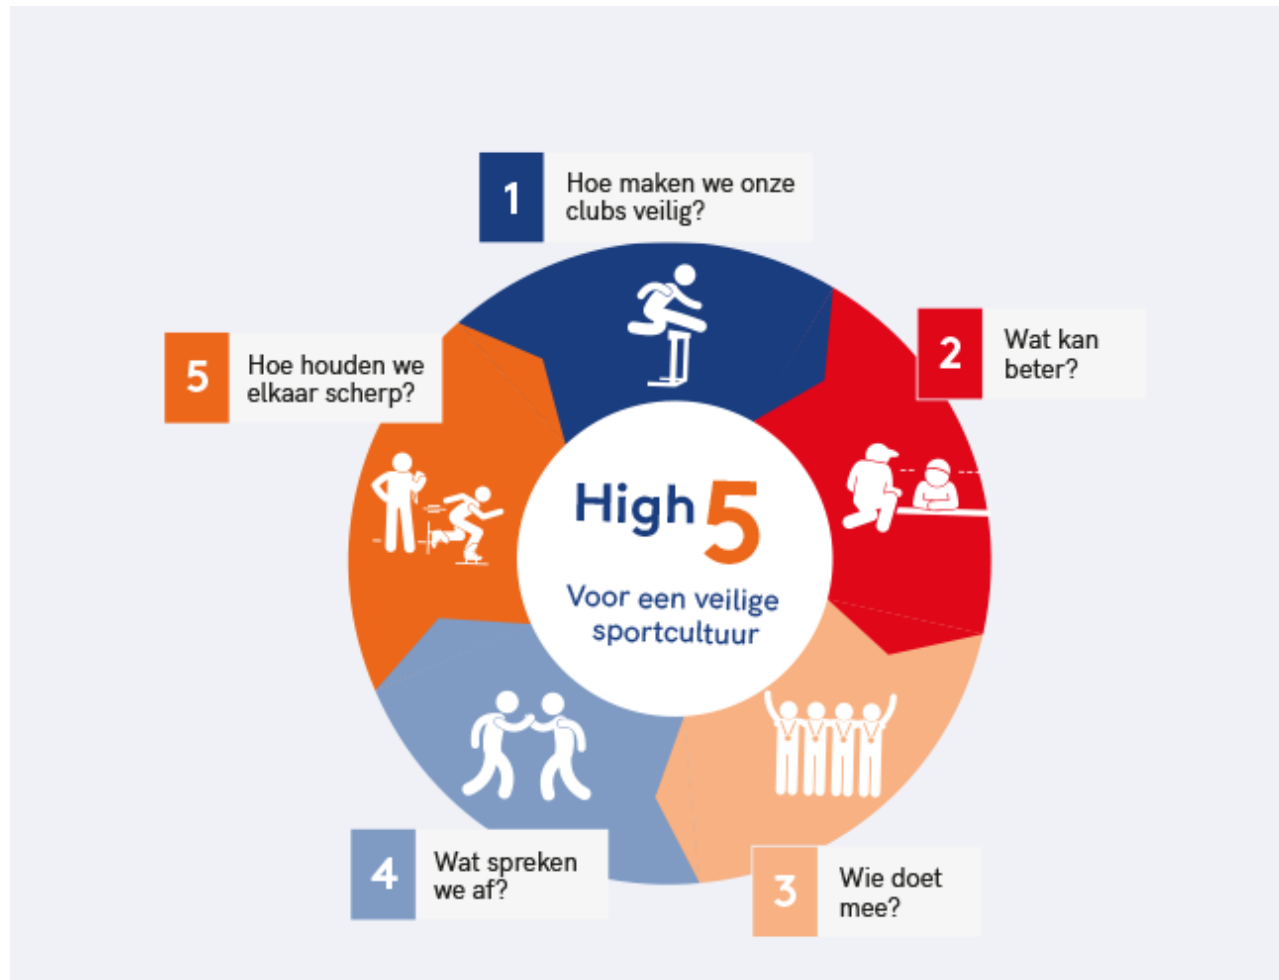 1
Hoe maken we onze
clubs veilig?
2
Wat kan
beter?
5
Hoe houden we
elkaar scherp?
High 5
Voor een veilige
sportcultuur
4
Wat spreken
we af?
3
Wie doet
mee?